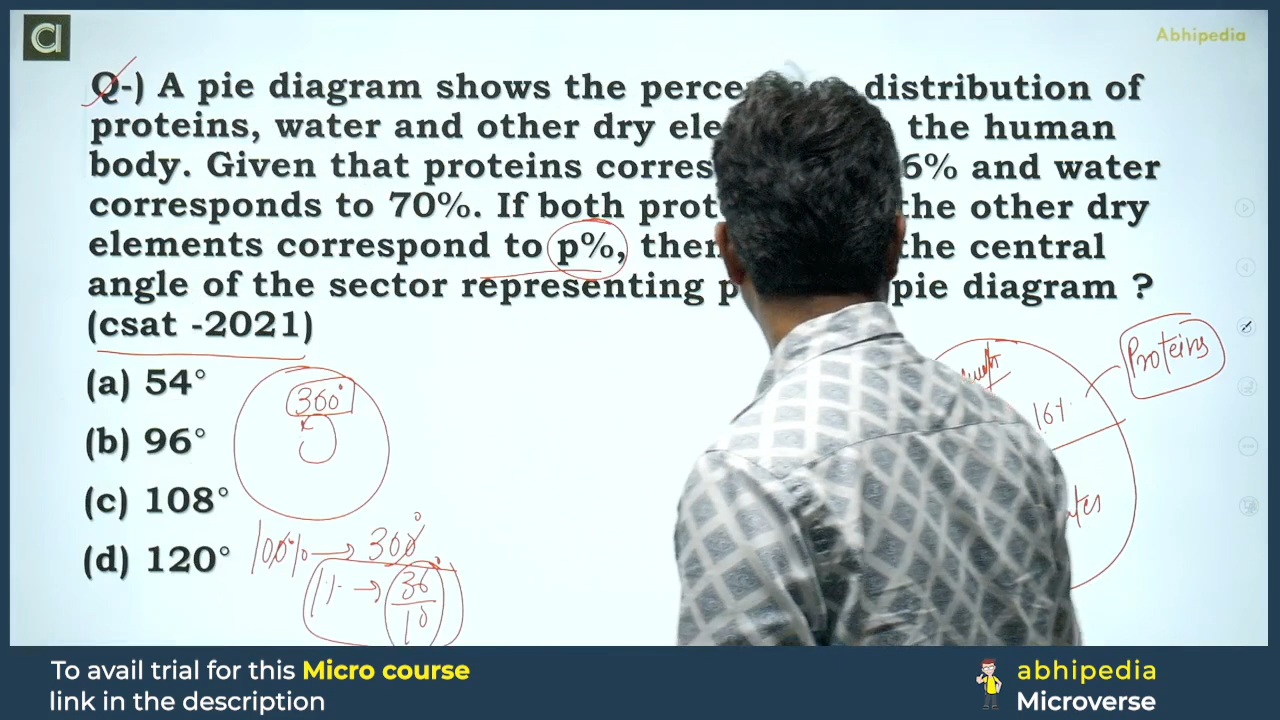 Abhipedia
Q-) A pie diagram shows the perce distribution of
proteins, water and other dry ele the human
body. Given that proteins corres 6% and water
corresponds to 70%. If both prot the other dry
elements correspond to p%, then the central
angle of the sector representing p pie diagram ?
(csat -2021)
(a) 54°
(b) 96°
(c) 108°
(d) 120°
360°
100% → 360°
1% → 36°/10
Proteins
16%
To avail trial for this Micro course
link in the description
abhipedia
Microverse